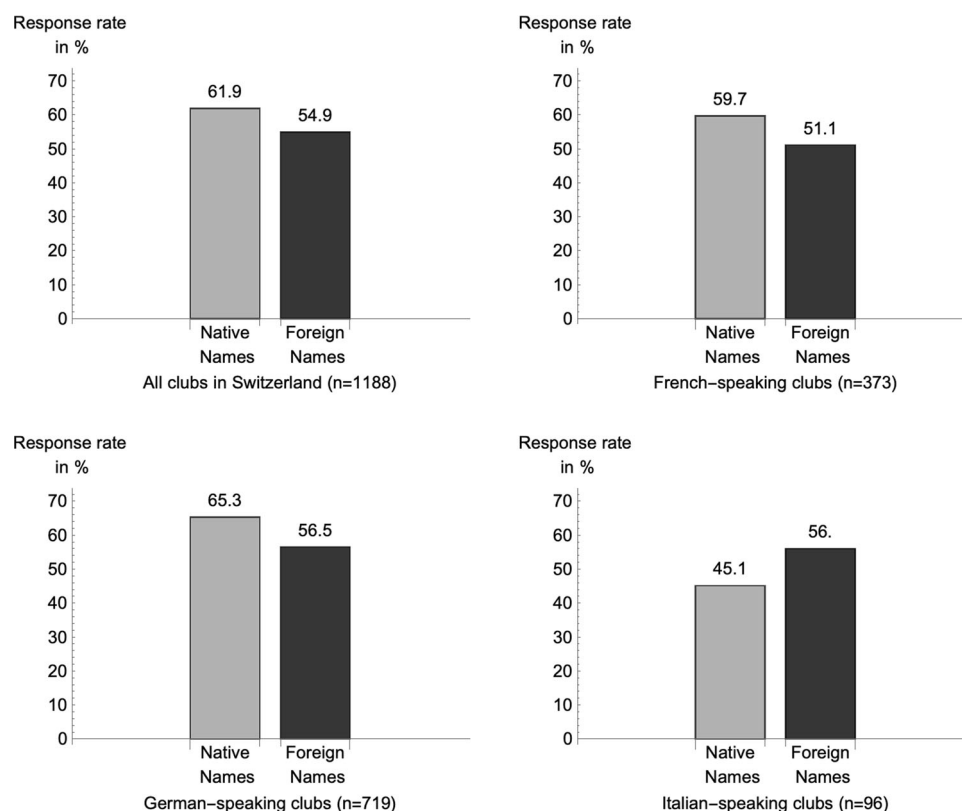 Response rate
in %
70
60
50
40
30
20
10
0
61.9
54.9
Native
Names
Foreign
Names
All clubs in Switzerland (n=1188)
Response rate
in %
70
60
50
40
30
20
10
0
59.7
51.1
Native
Names
Foreign
Names
French-speaking clubs (n=373)
Response rate
in %
70
60
50
40
30
20
10
0
65.3
56.5
Native
Names
Foreign
Names
German-speaking clubs (n=719)
Response rate
in %
70
60
50
40
30
20
10
0
45.1
56.
Native
Names
Foreign
Names
Italian-speaking clubs (n=96)